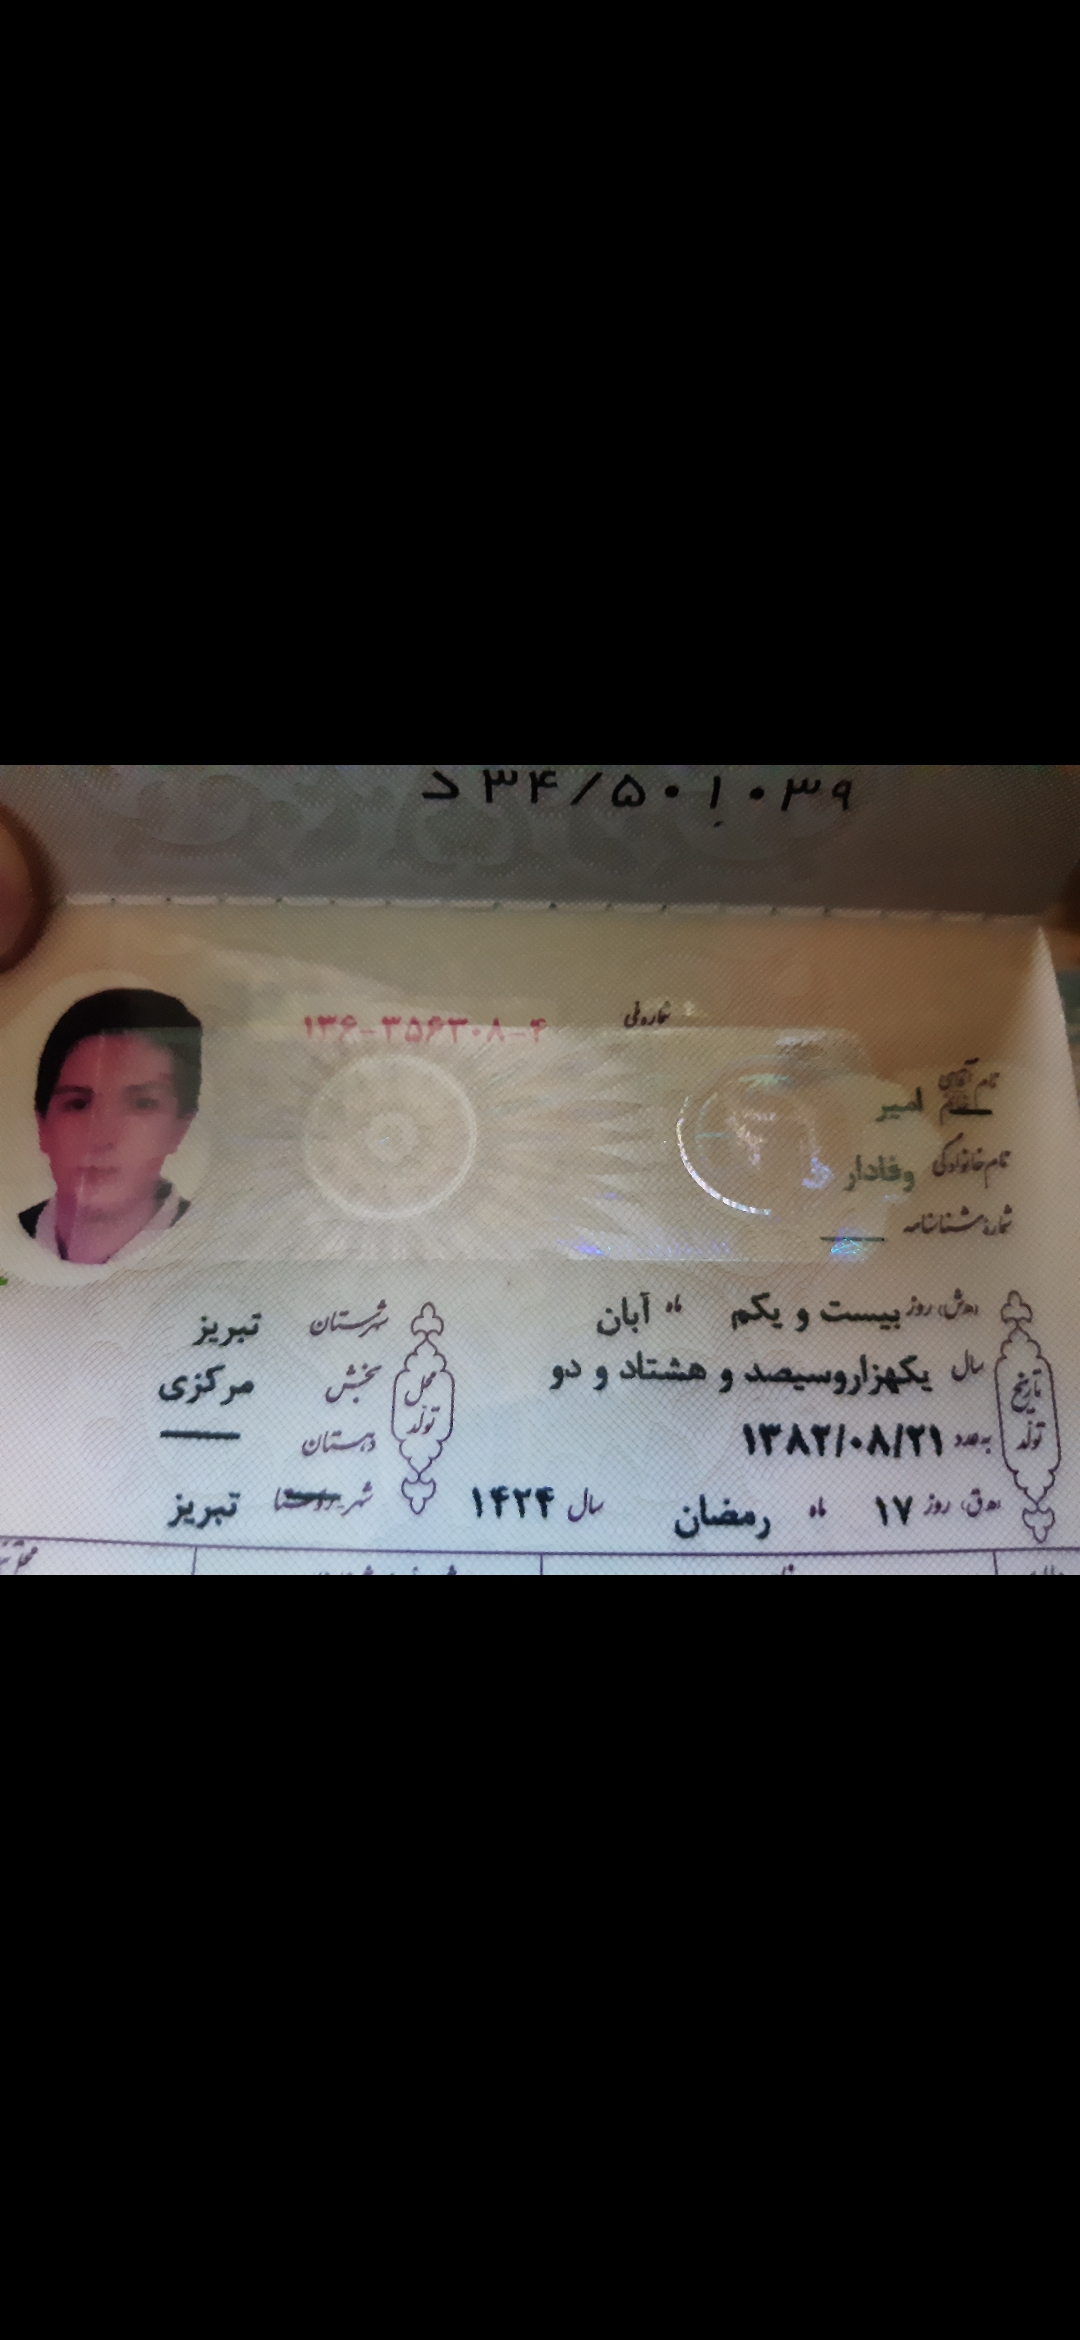 د ۳۴/۵۰۱۰۳۹
شماره ملی ۱۳۶-۳۵۶۳۰۸-۴
نام آقای خانم امیر
نام خانوادگی وفادار
شماره شناسنامه
تاریخ تولد
(ه.ش) روز بیست و یکم ماه آبان
سال یکهزاروسیصد و هشتاد و دو
به عدد ۱۳۸۲/۰۸/۲۱
(ه.ق) روز ۱۷ ماه رمضان سال ۱۴۲۴
محل تولد
شهرستان تبریز
بخش مرکزی
دهستان
شهر-روستا تبریز